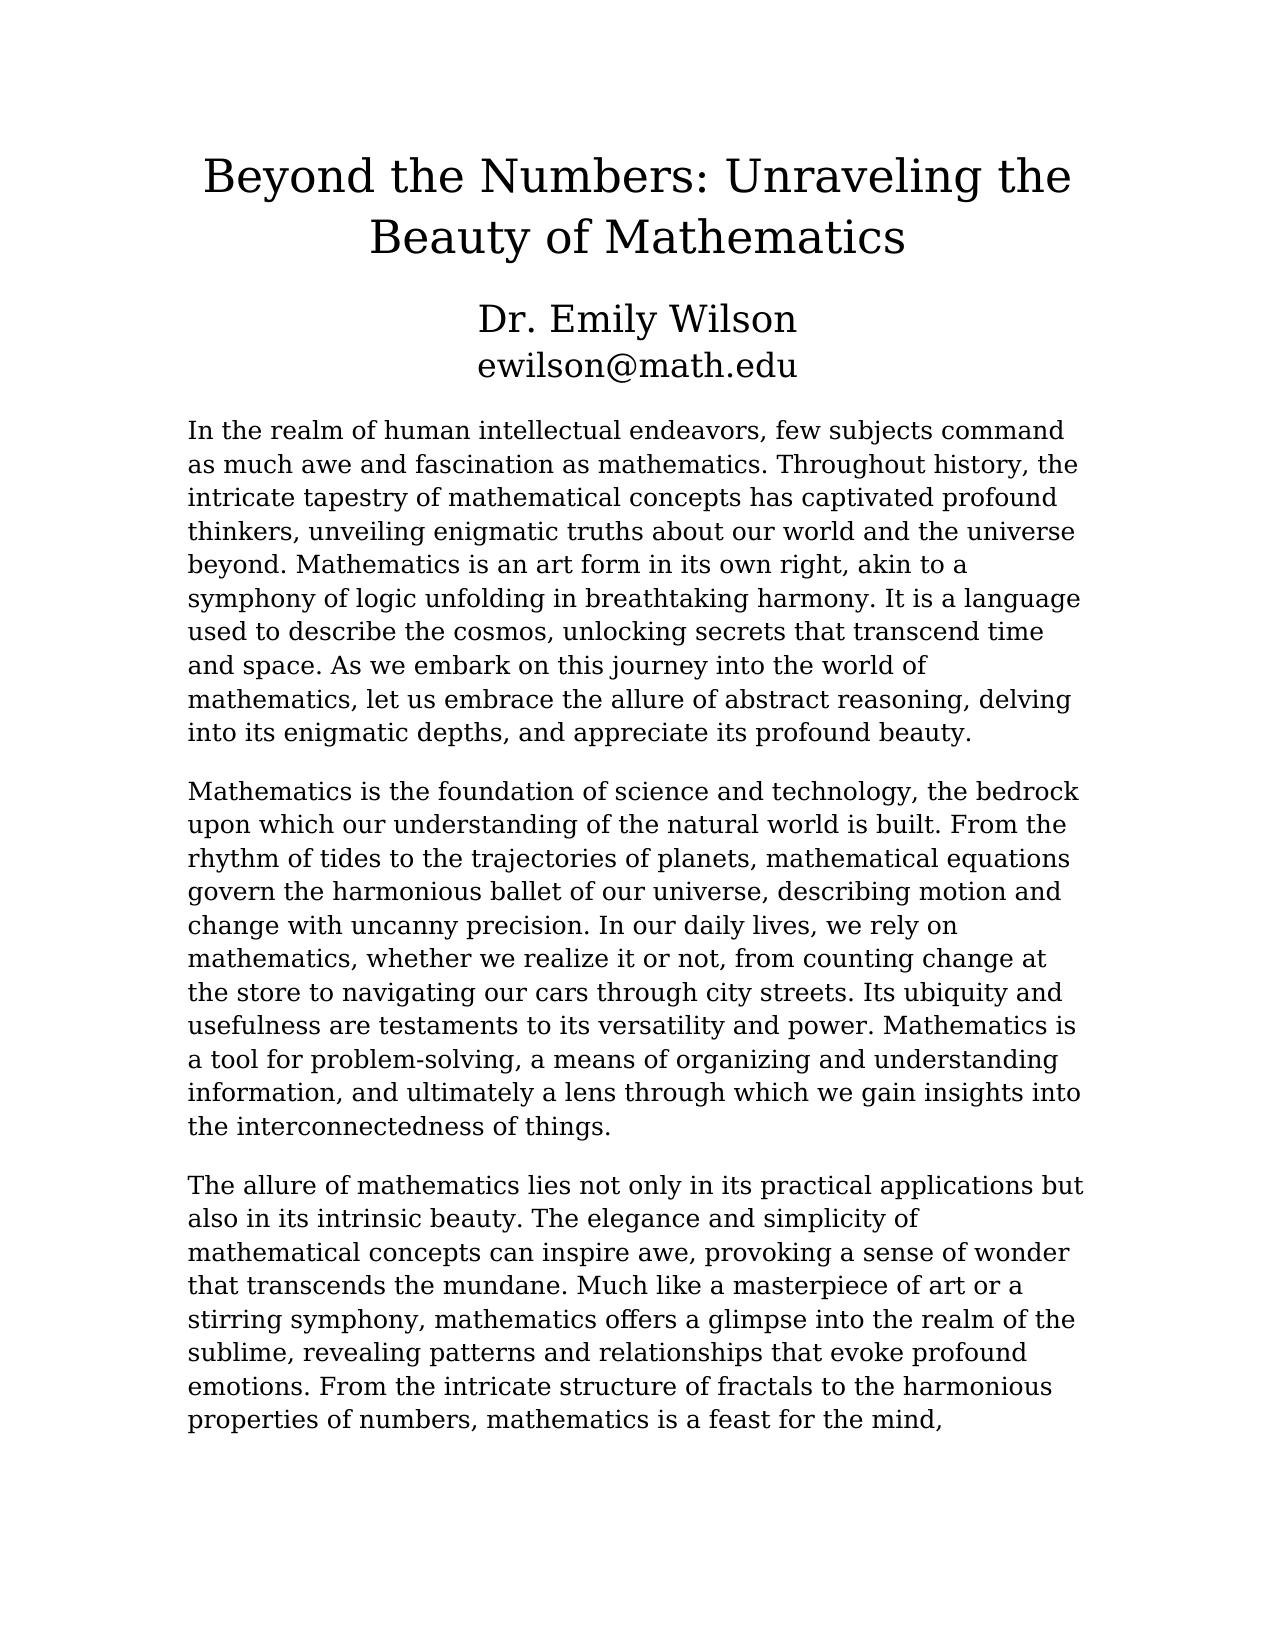 Beyond the Numbers: Unraveling the
Beauty of Mathematics
Dr. Emily Wilson
ewilson@math.edu
In the realm of human intellectual endeavors, few subjects command
as much awe and fascination as mathematics. Throughout history, the
intricate tapestry of mathematical concepts has captivated profound
thinkers, unveiling enigmatic truths about our world and the universe
beyond. Mathematics is an art form in its own right, akin to a
symphony of logic unfolding in breathtaking harmony. It is a language
used to describe the cosmos, unlocking secrets that transcend time
and space. As we embark on this journey into the world of
mathematics, let us embrace the allure of abstract reasoning, delving
into its enigmatic depths, and appreciate its profound beauty.
Mathematics is the foundation of science and technology, the bedrock
upon which our understanding of the natural world is built. From the
rhythm of tides to the trajectories of planets, mathematical equations
govern the harmonious ballet of our universe, describing motion and
change with uncanny precision. In our daily lives, we rely on
mathematics, whether we realize it or not, from counting change at
the store to navigating our cars through city streets. Its ubiquity and
usefulness are testaments to its versatility and power. Mathematics is
a tool for problem-solving, a means of organizing and understanding
information, and ultimately a lens through which we gain insights into
the interconnectedness of things.
The allure of mathematics lies not only in its practical applications but
also in its intrinsic beauty. The elegance and simplicity of
mathematical concepts can inspire awe, provoking a sense of wonder
that transcends the mundane. Much like a masterpiece of art or a
stirring symphony, mathematics offers a glimpse into the realm of the
sublime, revealing patterns and relationships that evoke profound
emotions. From the intricate structure of fractals to the harmonious
properties of numbers, mathematics is a feast for the mind,